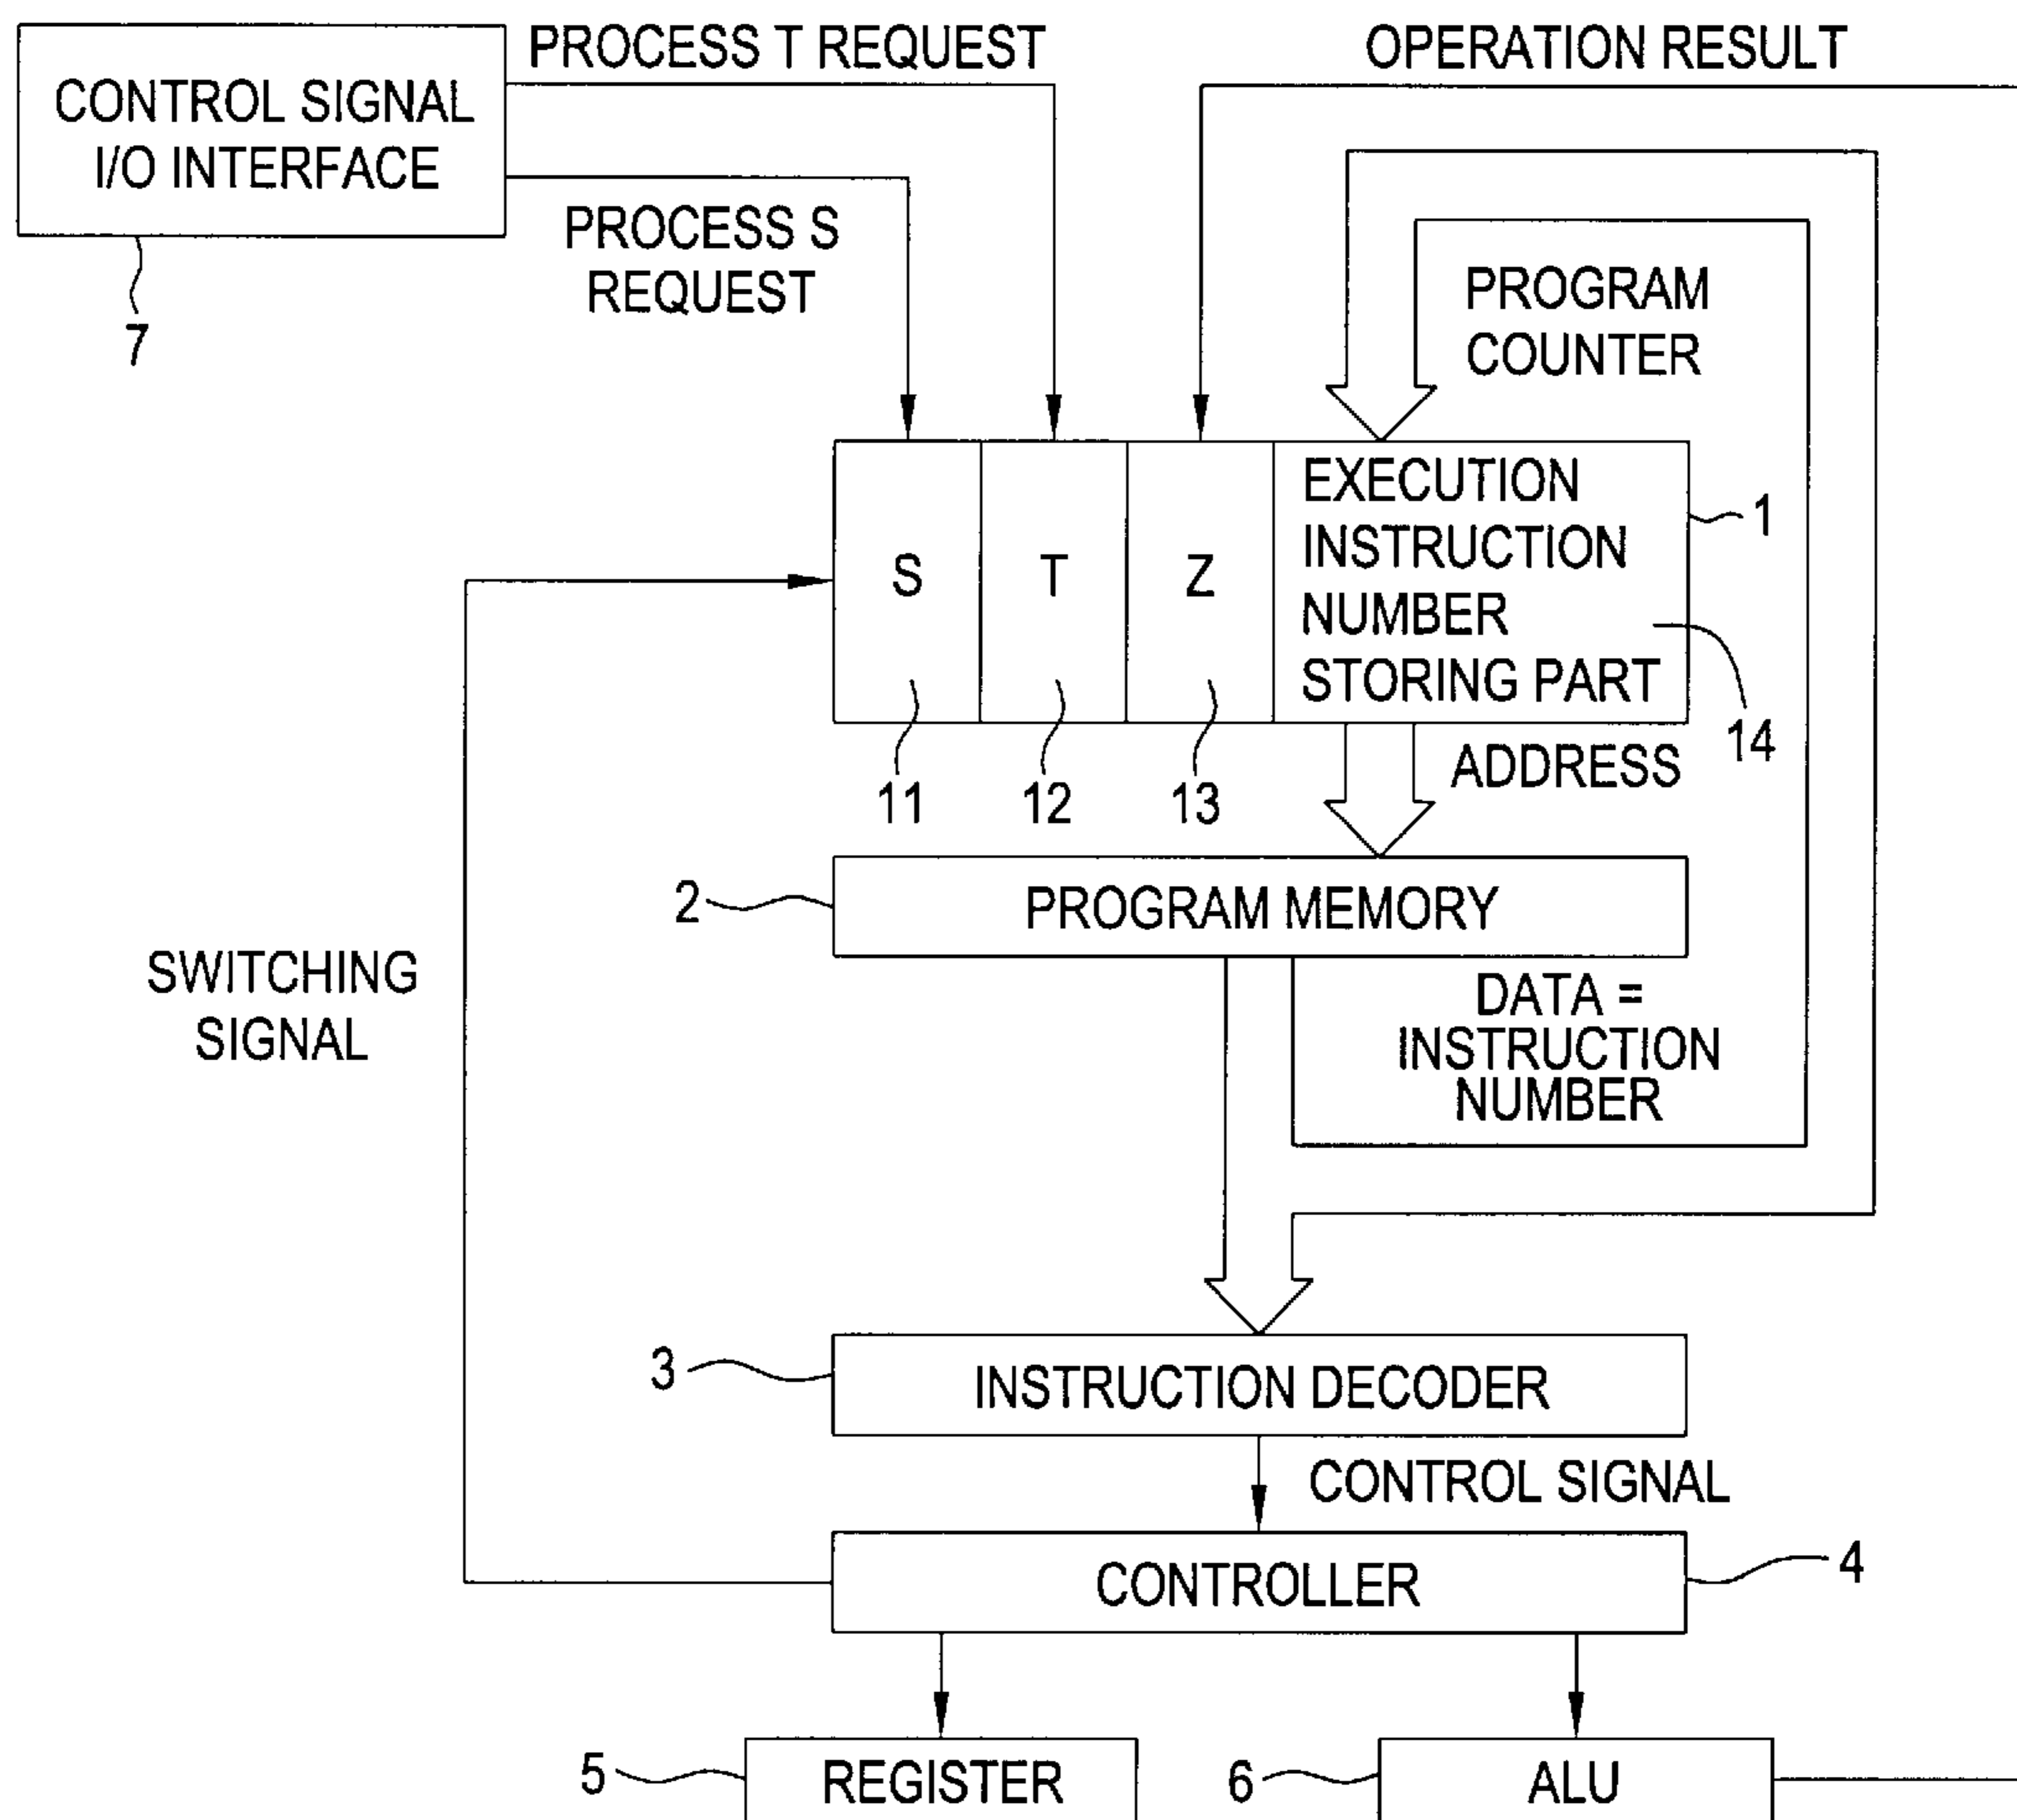 PROCESS T REQUEST
OPERATION RESULT
CONTROL SIGNAL
I/O INTERFACE
7
PROCESS S
REQUEST
PROGRAM
COUNTER
S
T
Z
EXECUTION
INSTRUCTION
NUMBER
STORING PART
1
11
12
13
14
ADDRESS
2
PROGRAM MEMORY
SWITCHING
SIGNAL
DATA =
INSTRUCTION
NUMBER
3
INSTRUCTION DECODER
CONTROL SIGNAL
CONTROLLER
4
5
REGISTER
6
ALU